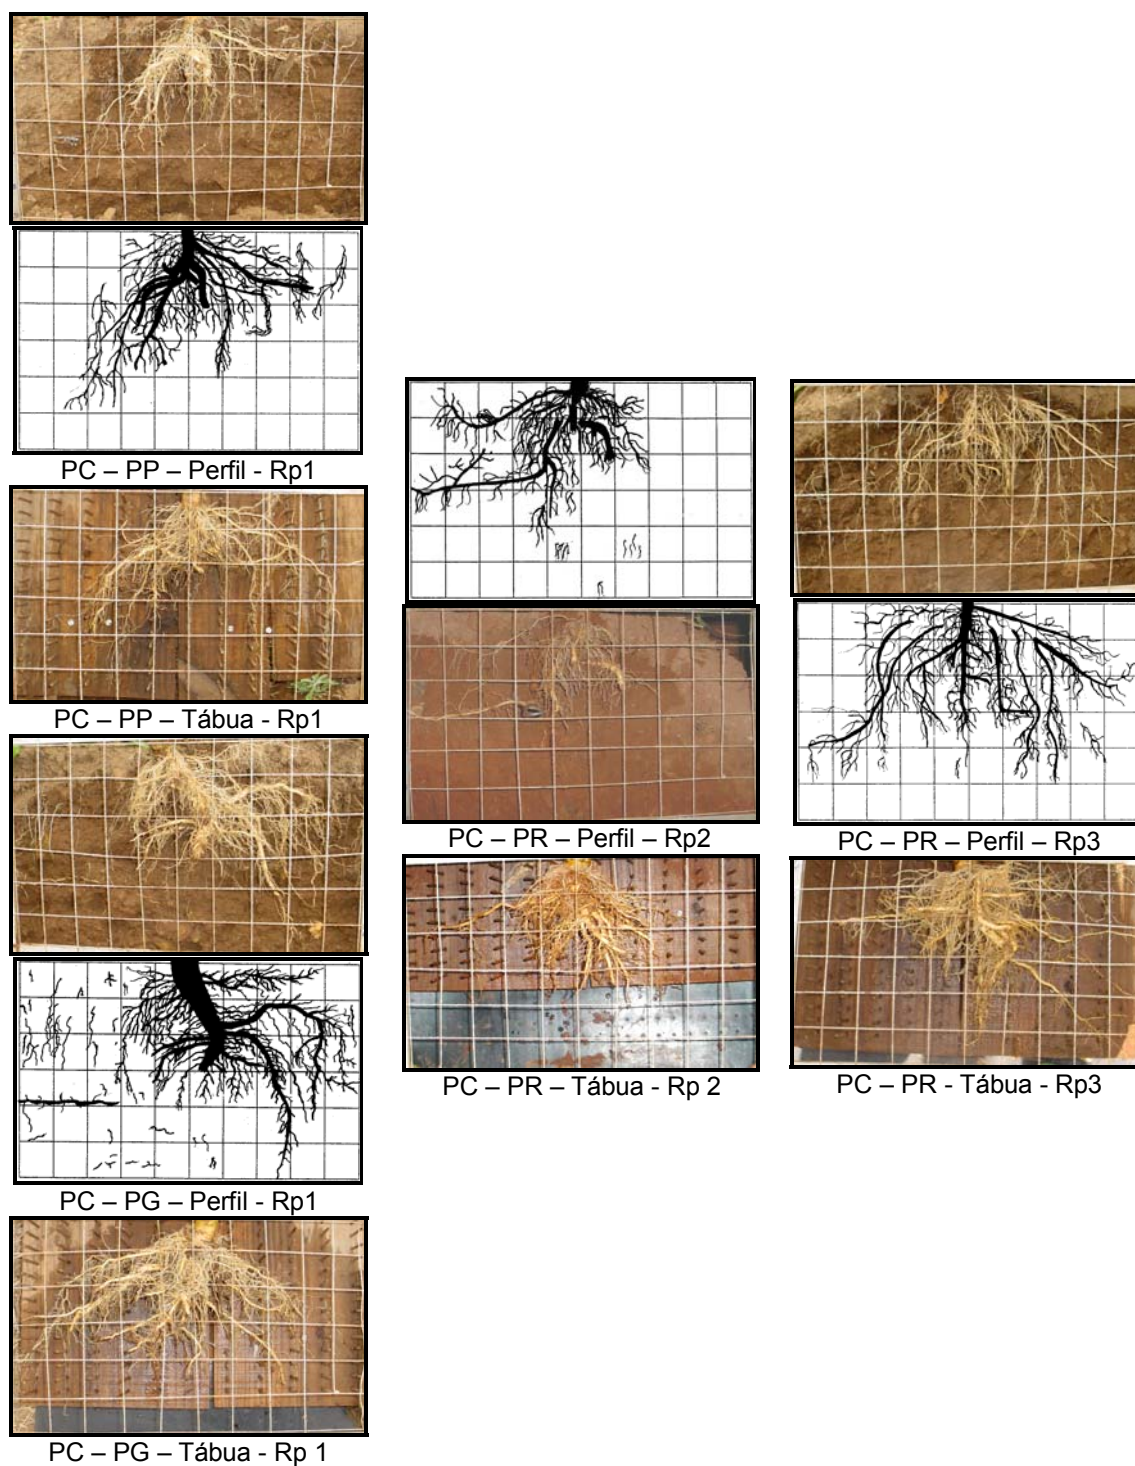 PC – PP – Perfil - Rp1
PC – PP – Tábua - Rp1
PC – PG – Perfil - Rp1
PC – PG – Tábua - Rp 1
PC – PR – Perfil – Rp2
PC – PR – Tábua - Rp 2
PC – PR – Perfil – Rp3
PC – PR - Tábua - Rp3